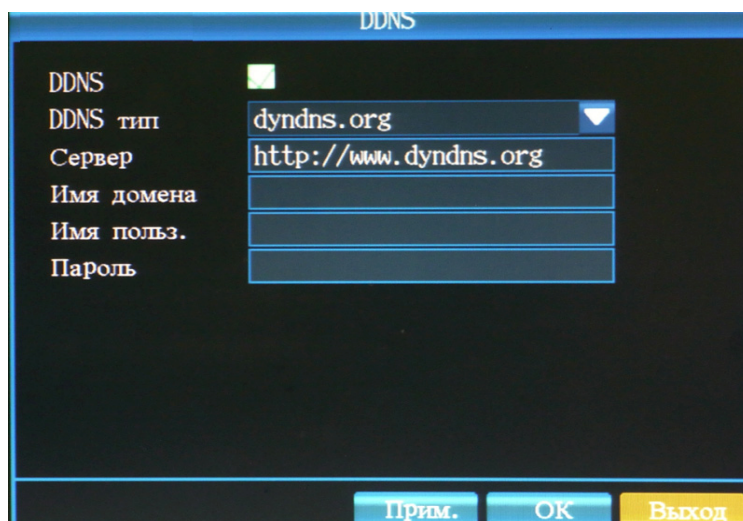 DDNS
DDNS
DDNS тип dyndns.org
Сервер http://www.dyndns.org
Имя домена
Имя польз.
Пароль
Прим. OK Выход